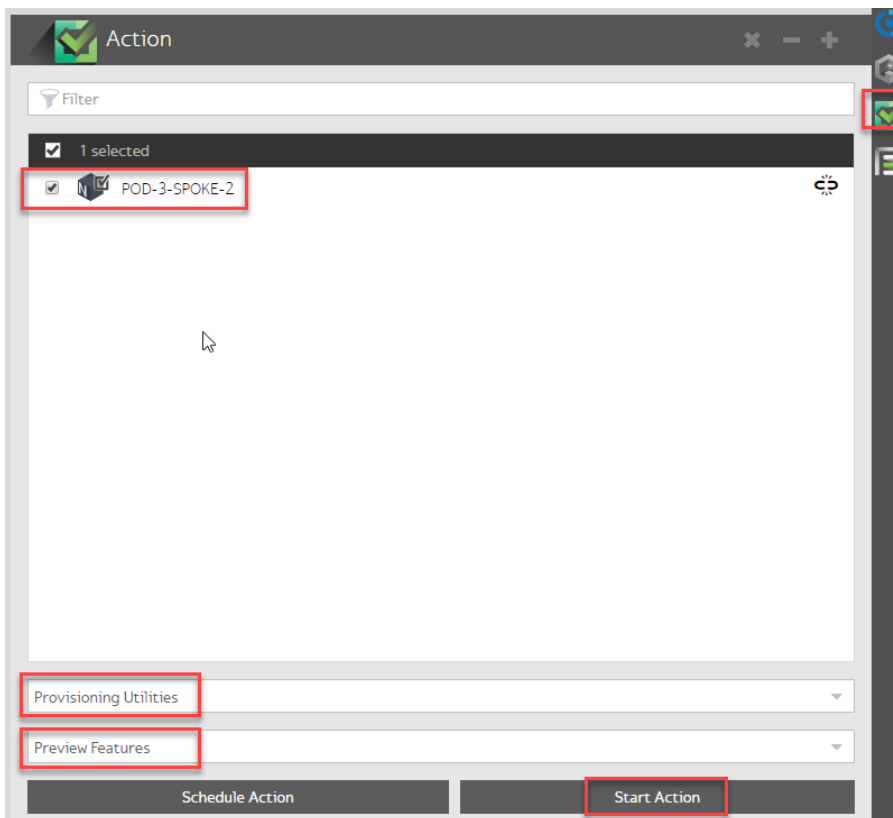 Action
Filter
1 selected
POD-3-SPOKE-2
Provisioning Utilities
Preview Features
Schedule Action
Start Action